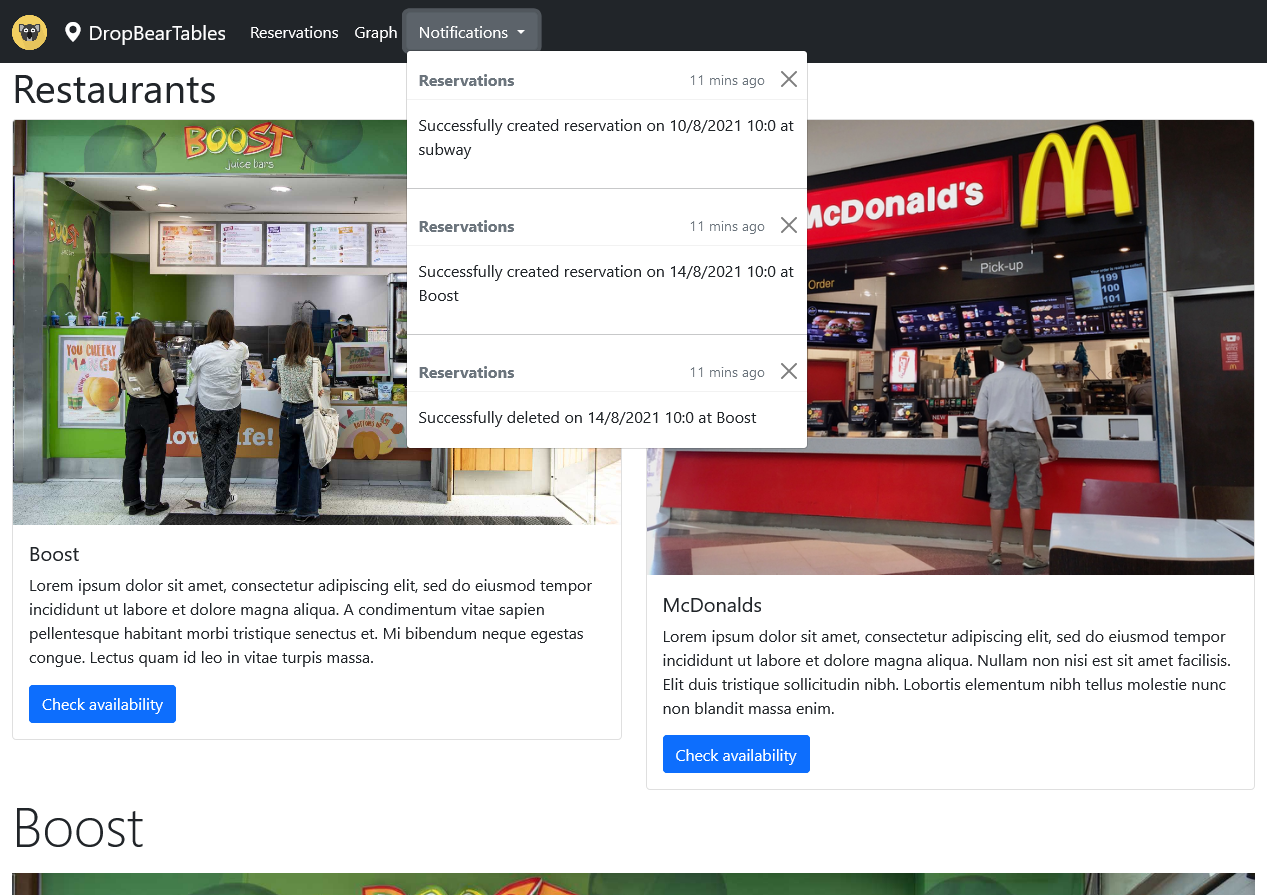 DropBearTables Reservations Graph Notifications
Restaurants
Reservations 11 mins ago
Successfully created reservation on 10/8/2021 10:0 at
subway
Reservations 11 mins ago
Successfully created reservation on 14/8/2021 10:0 at
Boost
Reservations 11 mins ago
Successfully deleted on 14/8/2021 10:0 at Boost
BOOST
juice bars
Boost
YOU CHEEKY
MANGO
love life!
McDonald's
Pick-up
Order
Your order is ready to collect
199
100
101
NEW
Boost
Lorem ipsum dolor sit amet, consectetur adipiscing elit, sed do eiusmod tempor
incididunt ut labore et dolore magna aliqua. A condimentum vitae sapien
pellentesque habitant morbi tristique senectus et. Mi bibendum neque egestas
congue. Lectus quam id leo in vitae turpis massa.
Check availability
McDonalds
Lorem ipsum dolor sit amet, consectetur adipiscing elit, sed do eiusmod tempor
incididunt ut labore et dolore magna aliqua. Nullam non nisi est sit amet facilisis.
Elit duis tristique sollicitudin nibh. Lobortis elementum nibh tellus molestie nunc
non blandit massa enim.
Check availability
Boost